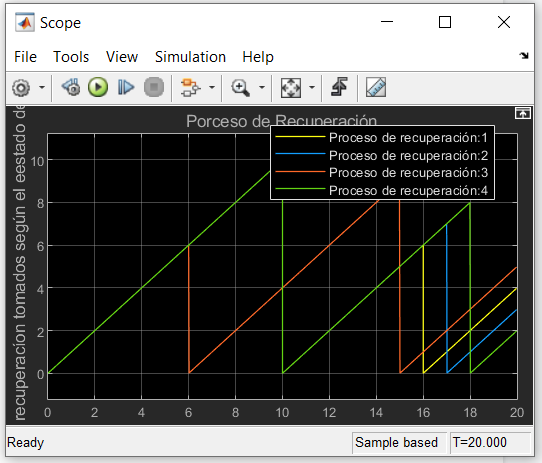 Scope
File Tools View Simulation Help
Porceso de Recuperación
recuperacion tomados según el eestado de
Proceso de recuperación:1
Proceso de recuperación:2
Proceso de recuperación:3
Proceso de recuperación:4
10
8
6
4
2
0
0 2 4 6 8 10 12 14 16 18 20
Ready Sample based T=20.000